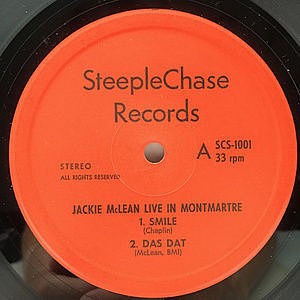 SteepleChase
Records
STEREO
ALL RIGHTS RESERVED
A
SCS-1001
33 rpm
JACKIE McLEAN LIVE IN MONTMARTRE
1. SMILE
(Chaplin)
2. DAS DAT
(McLean, BMI)